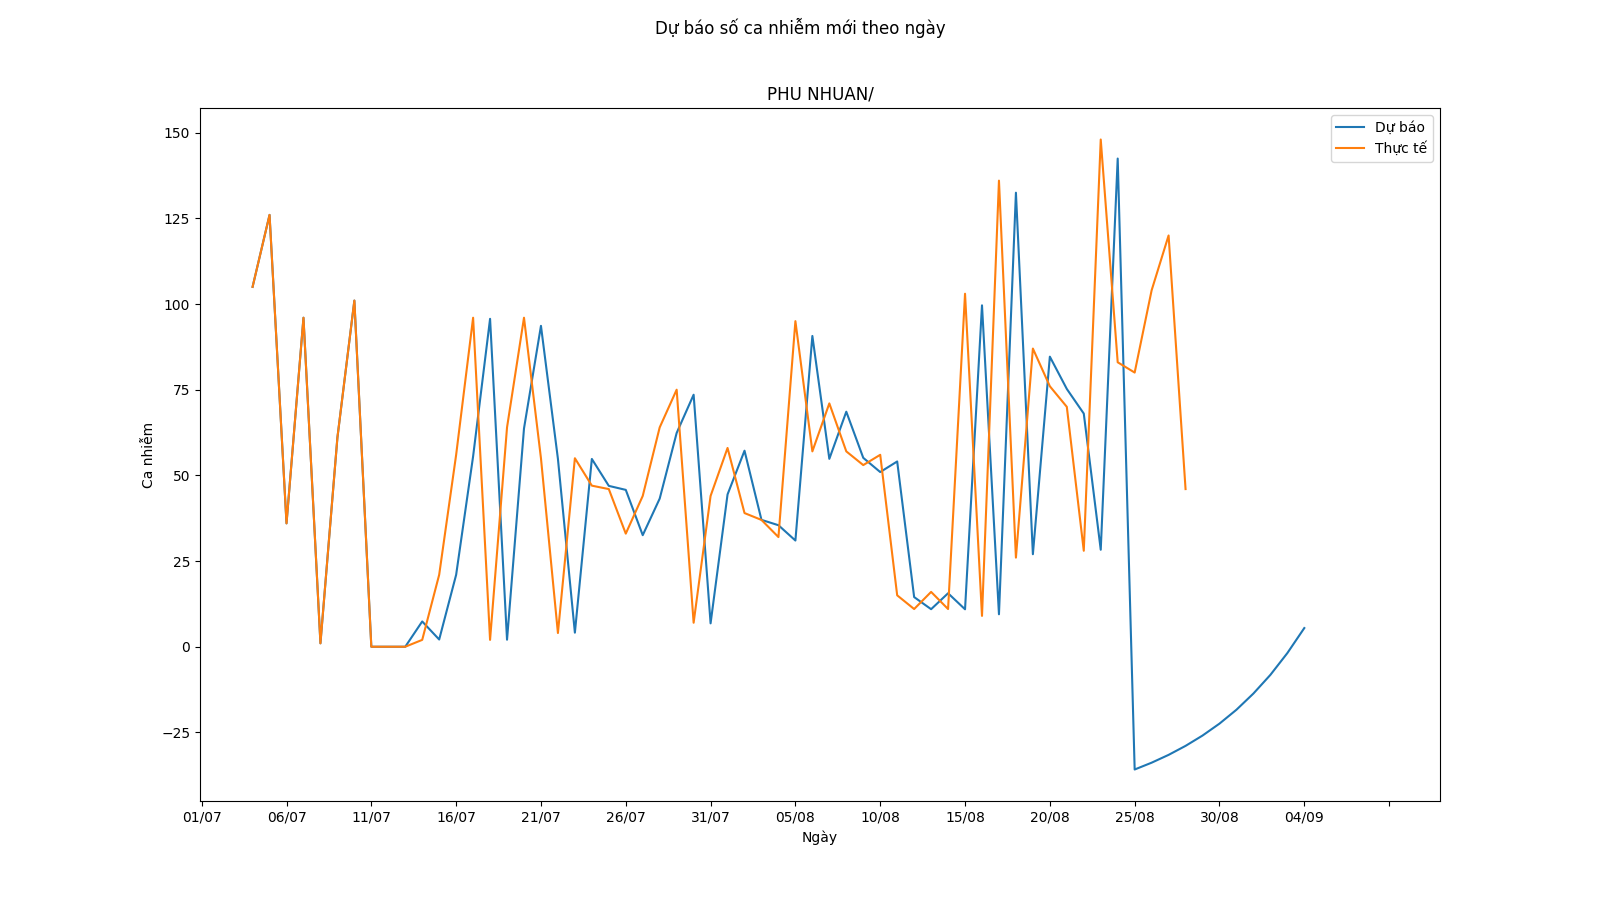 Dự báo số ca nhiễm mới theo ngày
PHU NHUAN/
Dự báo
Thực tế
150
125
100
75
50
25
0
−25
Ca nhiễm
01/07 06/07 11/07 16/07 21/07 26/07 31/07 05/08 10/08 15/08 20/08 25/08 30/08 04/09
Ngày